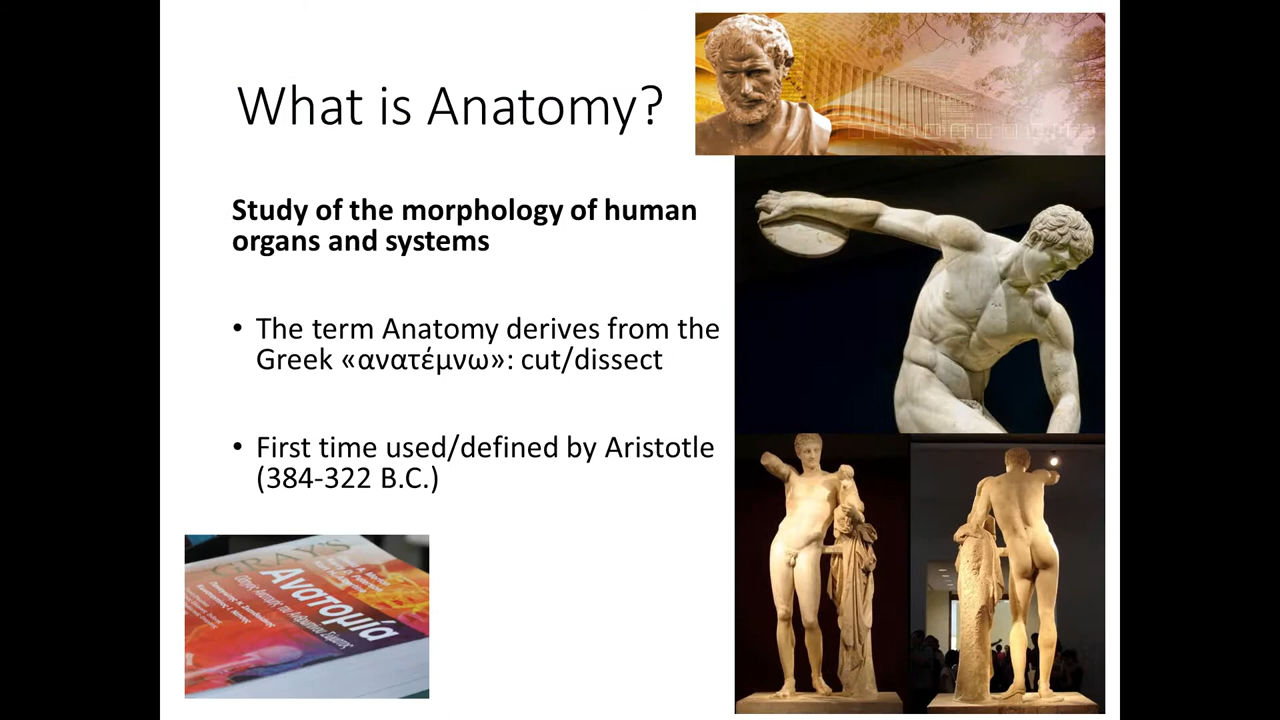 What is Anatomy?
Study of the morphology of human
organs and systems
• The term Anatomy derives from the
Greek «ανατέμνω»: cut/dissect
• First time used/defined by Aristotle
(384-322 B.C.)
GRAY'S
Ανατομία